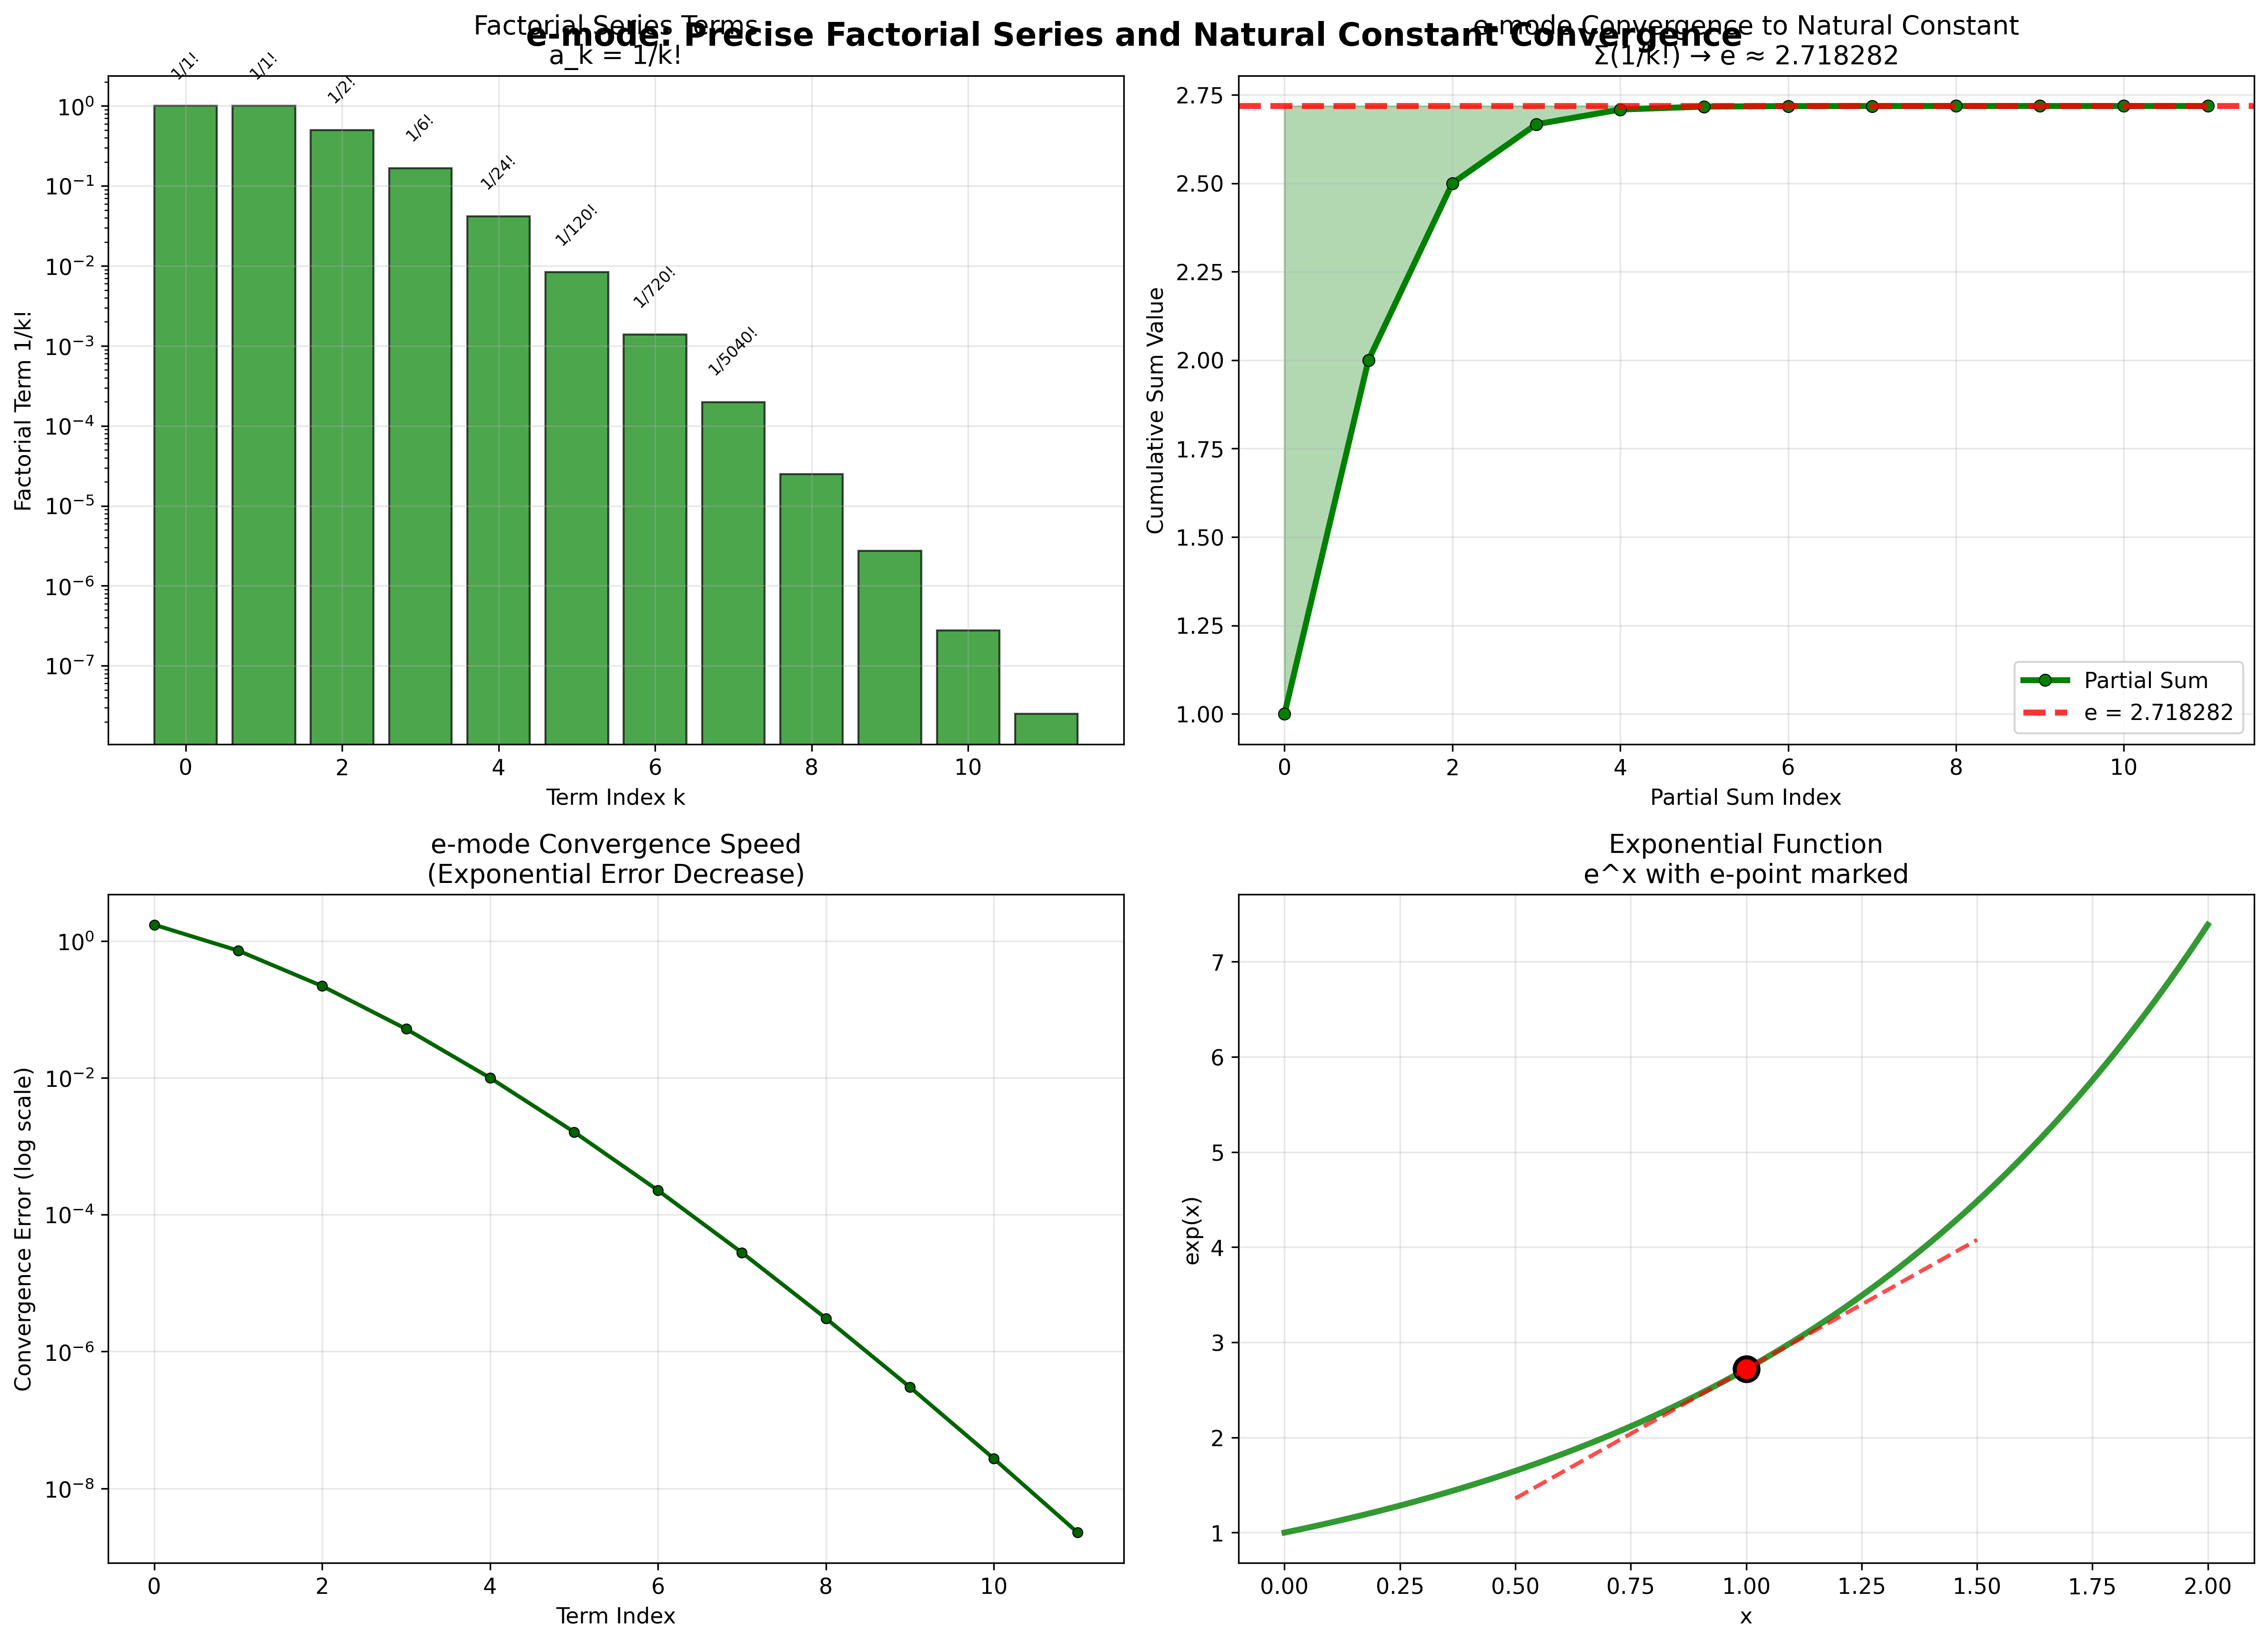 e-mode: Precise Factorial Series and Natural Constant Convergence
Factorial Series Terms
a_k = 1/k!
1/1!
1/1!
1/2!
1/6!
1/24!
1/120!
1/720!
1/5040!
Factorial Term 1/k!
10⁰
10⁻¹
10⁻²
10⁻³
10⁻⁴
10⁻⁵
10⁻⁶
10⁻⁷
0 2 4 6 8 10
Term Index k
e-mode Convergence to Natural Constant
Σ(1/k!) → e ≈ 2.718282
Cumulative Sum Value
2.75
2.50
2.25
2.00
1.75
1.50
1.25
1.00
Partial Sum
e = 2.718282
0 2 4 6 8 10
Partial Sum Index
e-mode Convergence Speed
(Exponential Error Decrease)
Convergence Error (log scale)
10⁰
10⁻²
10⁻⁴
10⁻⁶
10⁻⁸
0 2 4 6 8 10
Term Index
Exponential Function
e^x with e-point marked
exp(x)
7
6
5
4
3
2
1
0.00 0.25 0.50 0.75 1.00 1.25 1.50 1.75 2.00
x